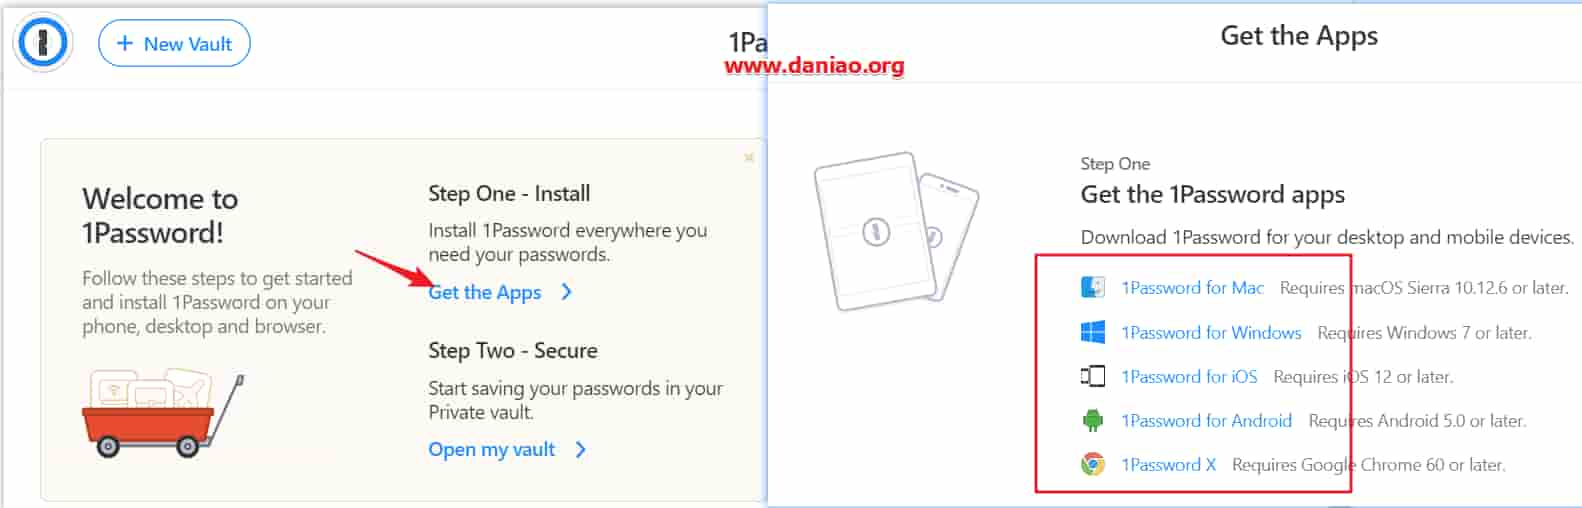 New Vault
1Pa
www.daniao.org
Welcome to
1Password!
Follow these steps to get started
and install 1Password on your
phone, desktop and browser.
Step One - Install
Install 1Password everywhere you
need your passwords.
Get the Apps
Step Two - Secure
Start saving your passwords in your
Private vault.
Open my vault
Get the Apps
Step One
Get the 1Password apps
Download 1Password for your desktop and mobile devices.
1Password for Mac Requires macOS Sierra 10.12.6 or later.
1Password for Windows Requires Windows 7 or later.
1Password for iOS Requires iOS 12 or later.
1Password for Android Requires Android 5.0 or later.
1Password X Requires Google Chrome 60 or later.